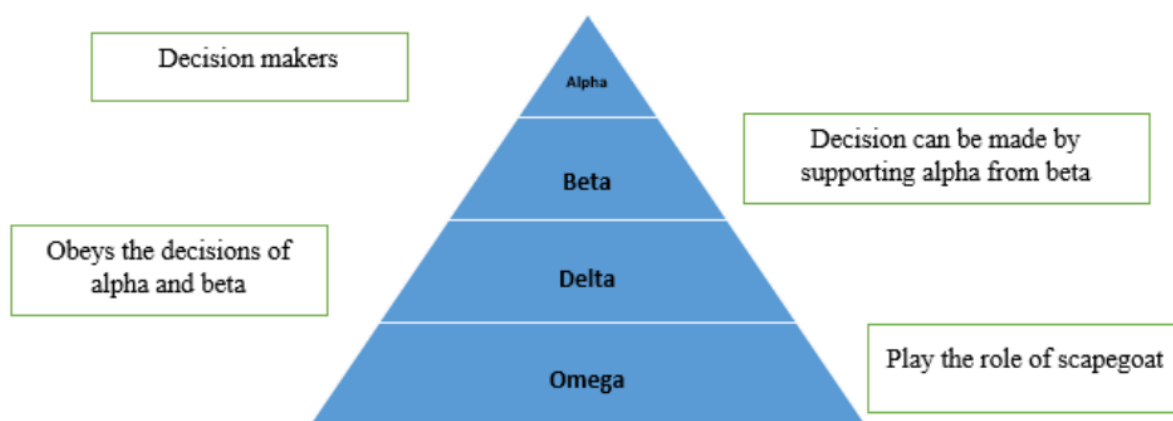 Decision makers
Alpha
Decision can be made by
supporting alpha from beta
Beta
Obeys the decisions of
alpha and beta
Delta
Play the role of scapegoat
Omega